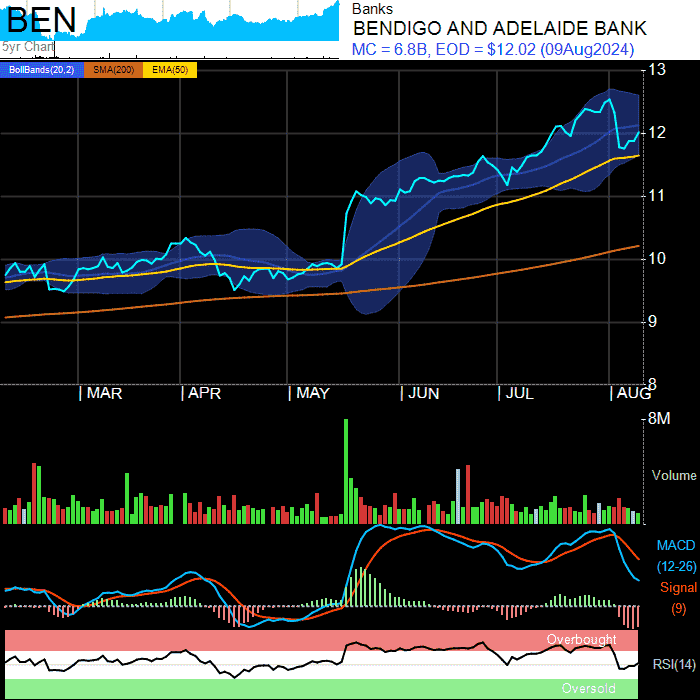 BEN
5yr Chart
Banks
BENDIGO AND ADELAIDE BANK
MC = 6.8B, EOD = $12.02 (09Aug2024)
BollBands(20,2) SMA(200) EMA(50)
13
12
11
10
9
8
| MAR | APR | MAY | JUN | JUL | AUG
8M
Volume
MACD
(12-26)
Signal
(9)
Overbought
RSI(14)
Oversold